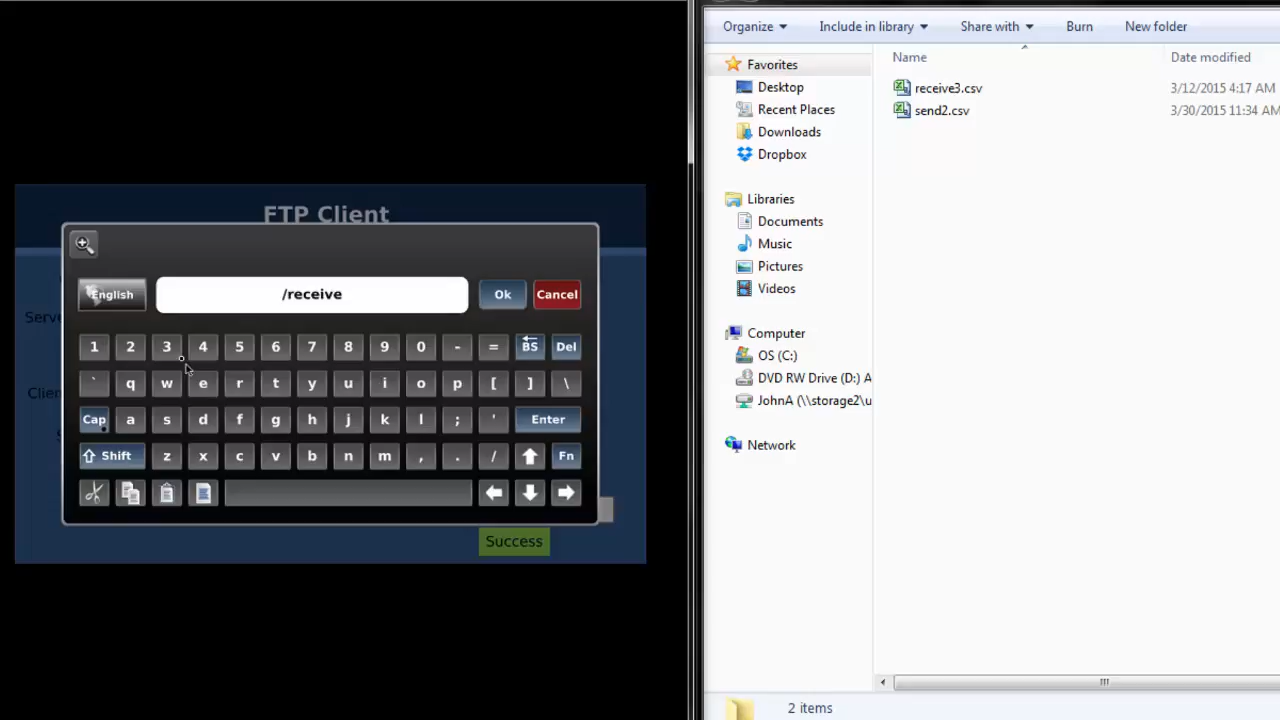 FTP Client
English
/receive
Ok
Cancel
1 2 3 4 5 6 7 8 9 0 - = BS Del
` q w e r t y u i o p [ ] \
Cap a s d f g h j k l ; ' Enter
Shift z x c v b n m , . / Fn
Success
Organize
Include in library
Share with
Burn
New folder
Name
Date modified
Favorites
Desktop
Recent Places
Downloads
Dropbox
Libraries
Documents
Music
Pictures
Videos
Computer
OS (C:)
DVD RW Drive (D:) A
JohnA (\\storage2\u
Network
receive3.csv
3/12/2015 4:17 AM
send2.csv
3/30/2015 11:34 AM
2 items